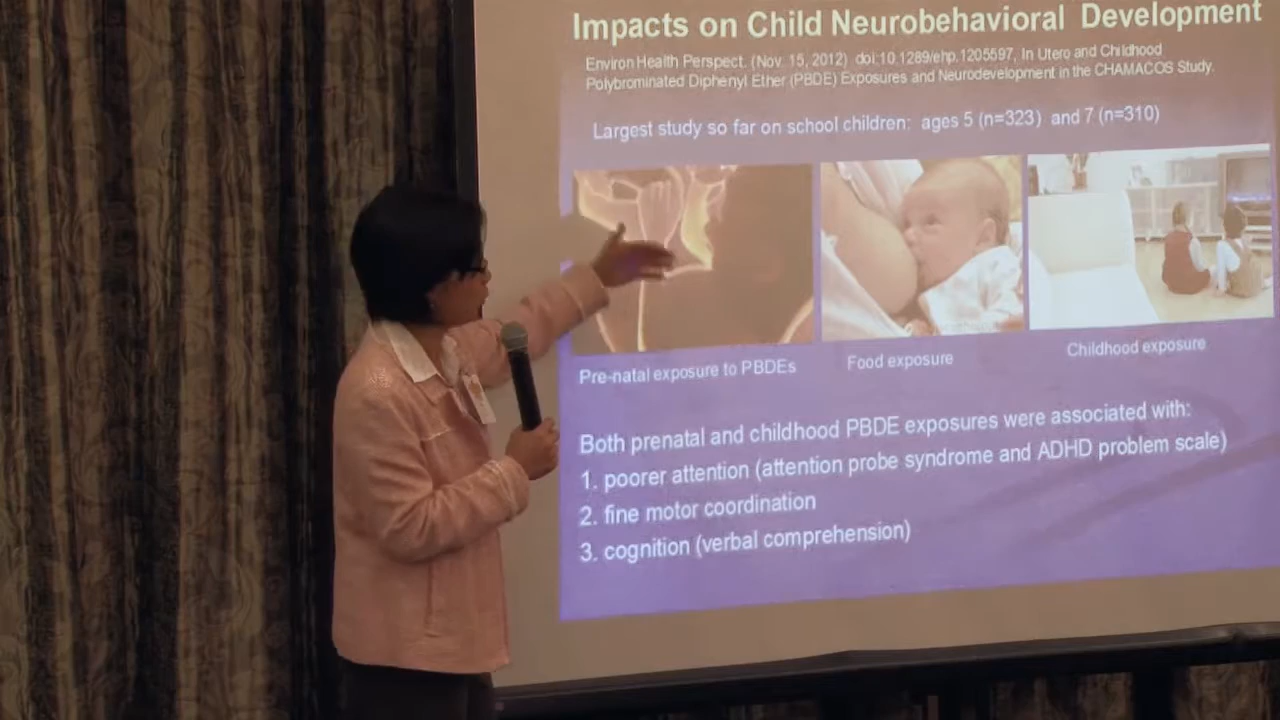 Impacts on Child Neurobehavioral Development
Environ Health Perspect. (Nov. 15, 2012) doi:10.1289/ehp.1205597, In Utero and Childhood
Polybrominated Diphenyl Ether (PBDE) Exposures and Neurodevelopment in the CHAMACOS Study.
Largest study so far on school children: ages 5 (n=323) and 7 (n=310)
Pre-natal exposure to PBDEs
Food exposure
Childhood exposure
Both prenatal and childhood PBDE exposures were associated with:
1. poorer attention (attention probe syndrome and ADHD problem scale)
2. fine motor coordination
3. cognition (verbal comprehension)